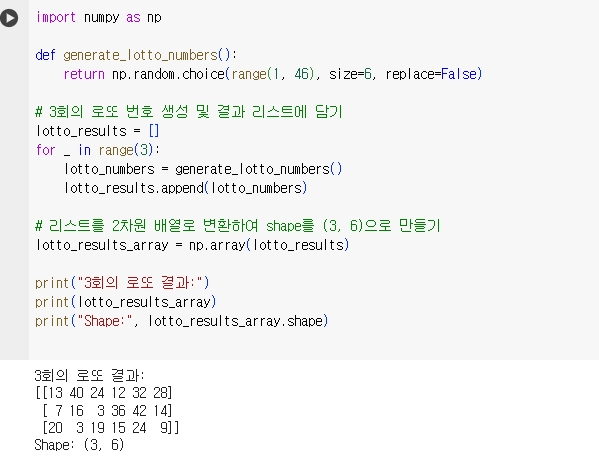 import numpy as np
def generate_lotto_numbers():
    return np.random.choice(range(1, 46), size=6, replace=False)
# 3회의 로또 번호 생성 및 결과 리스트에 담기
lotto_results = []
for _ in range(3):
    lotto_numbers = generate_lotto_numbers()
    lotto_results.append(lotto_numbers)
# 리스트를 2차원 배열로 변환하여 shape를 (3, 6)으로 만들기
lotto_results_array = np.array(lotto_results)
print("3회의 로또 결과:")
print(lotto_results_array)
print("Shape:", lotto_results_array.shape)
3회의 로또 결과:
[[13 40 24 12 32 28]
 [ 7 16  3 36 42 14]
 [20  3 19 15 24  9]]
Shape: (3, 6)